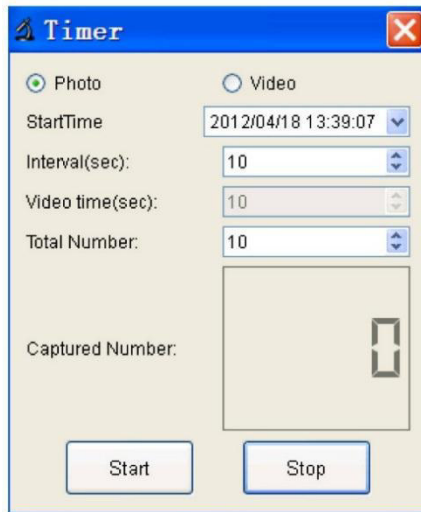 Timer
Photo Video
StartTime 2012/04/18 13:39:07
Interval(sec): 10
Video time(sec): 10
Total Number: 10
Captured Number: 0
Start Stop